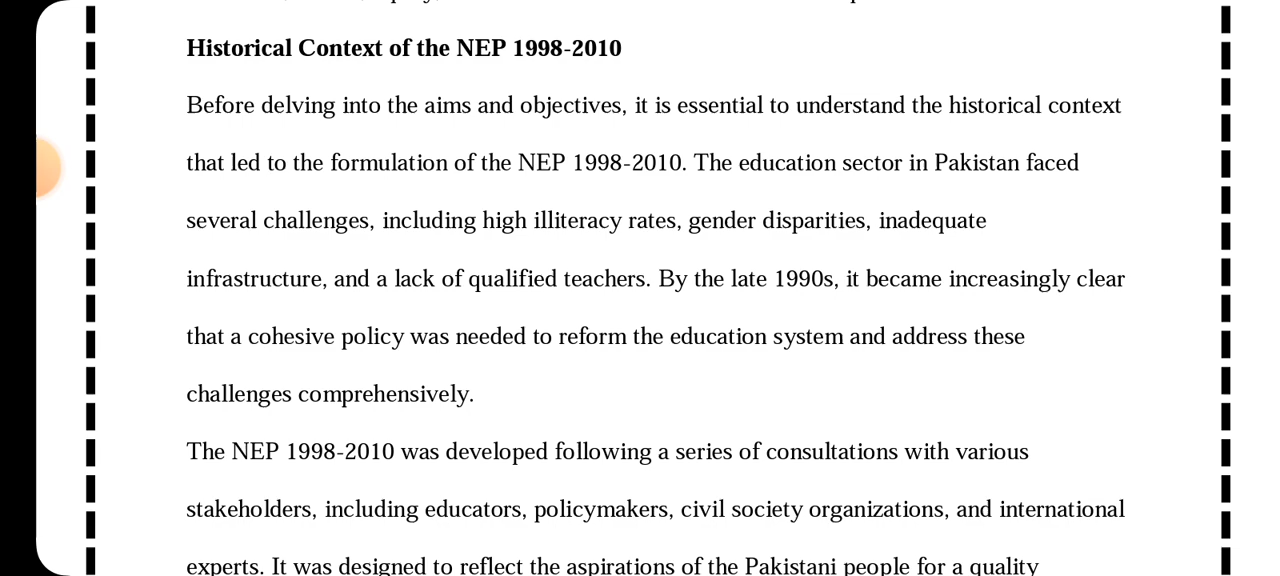 Historical Context of the NEP 1998-2010
Before delving into the aims and objectives, it is essential to understand the historical context
that led to the formulation of the NEP 1998-2010. The education sector in Pakistan faced
several challenges, including high illiteracy rates, gender disparities, inadequate
infrastructure, and a lack of qualified teachers. By the late 1990s, it became increasingly clear
that a cohesive policy was needed to reform the education system and address these
challenges comprehensively.
The NEP 1998-2010 was developed following a series of consultations with various
stakeholders, including educators, policymakers, civil society organizations, and international
experts. It was designed to reflect the aspirations of the Pakistani people for a quality